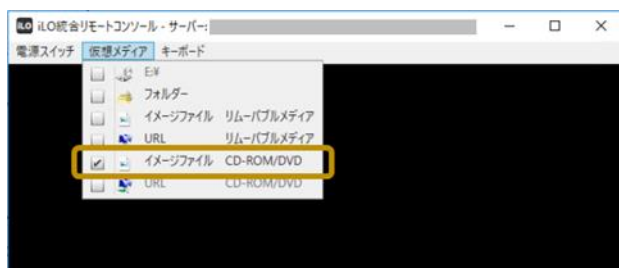 iLO iLO統合リモートコンソール - サーバー:
電源スイッチ 仮想メディア キーボード
E:¥
フォルダー
イメージファイル リムーバブルメディア
URL リムーバブルメディア
イメージファイル CD-ROM/DVD
URL CD-ROM/DVD